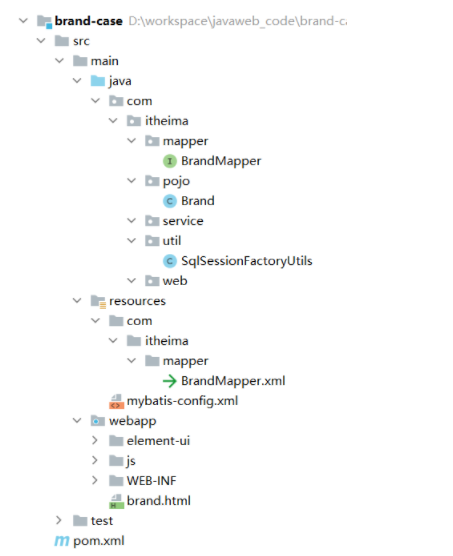 brand-case D:\workspace\javaweb_code\brand-ca
src
main
java
com
itheima
mapper
I BrandMapper
pojo
C Brand
service
util
C SqlSessionFactoryUtils
web
resources
com
itheima
mapper
BrandMapper.xml
mybatis-config.xml
webapp
element-ui
js
WEB-INF
H brand.html
test
m pom.xml